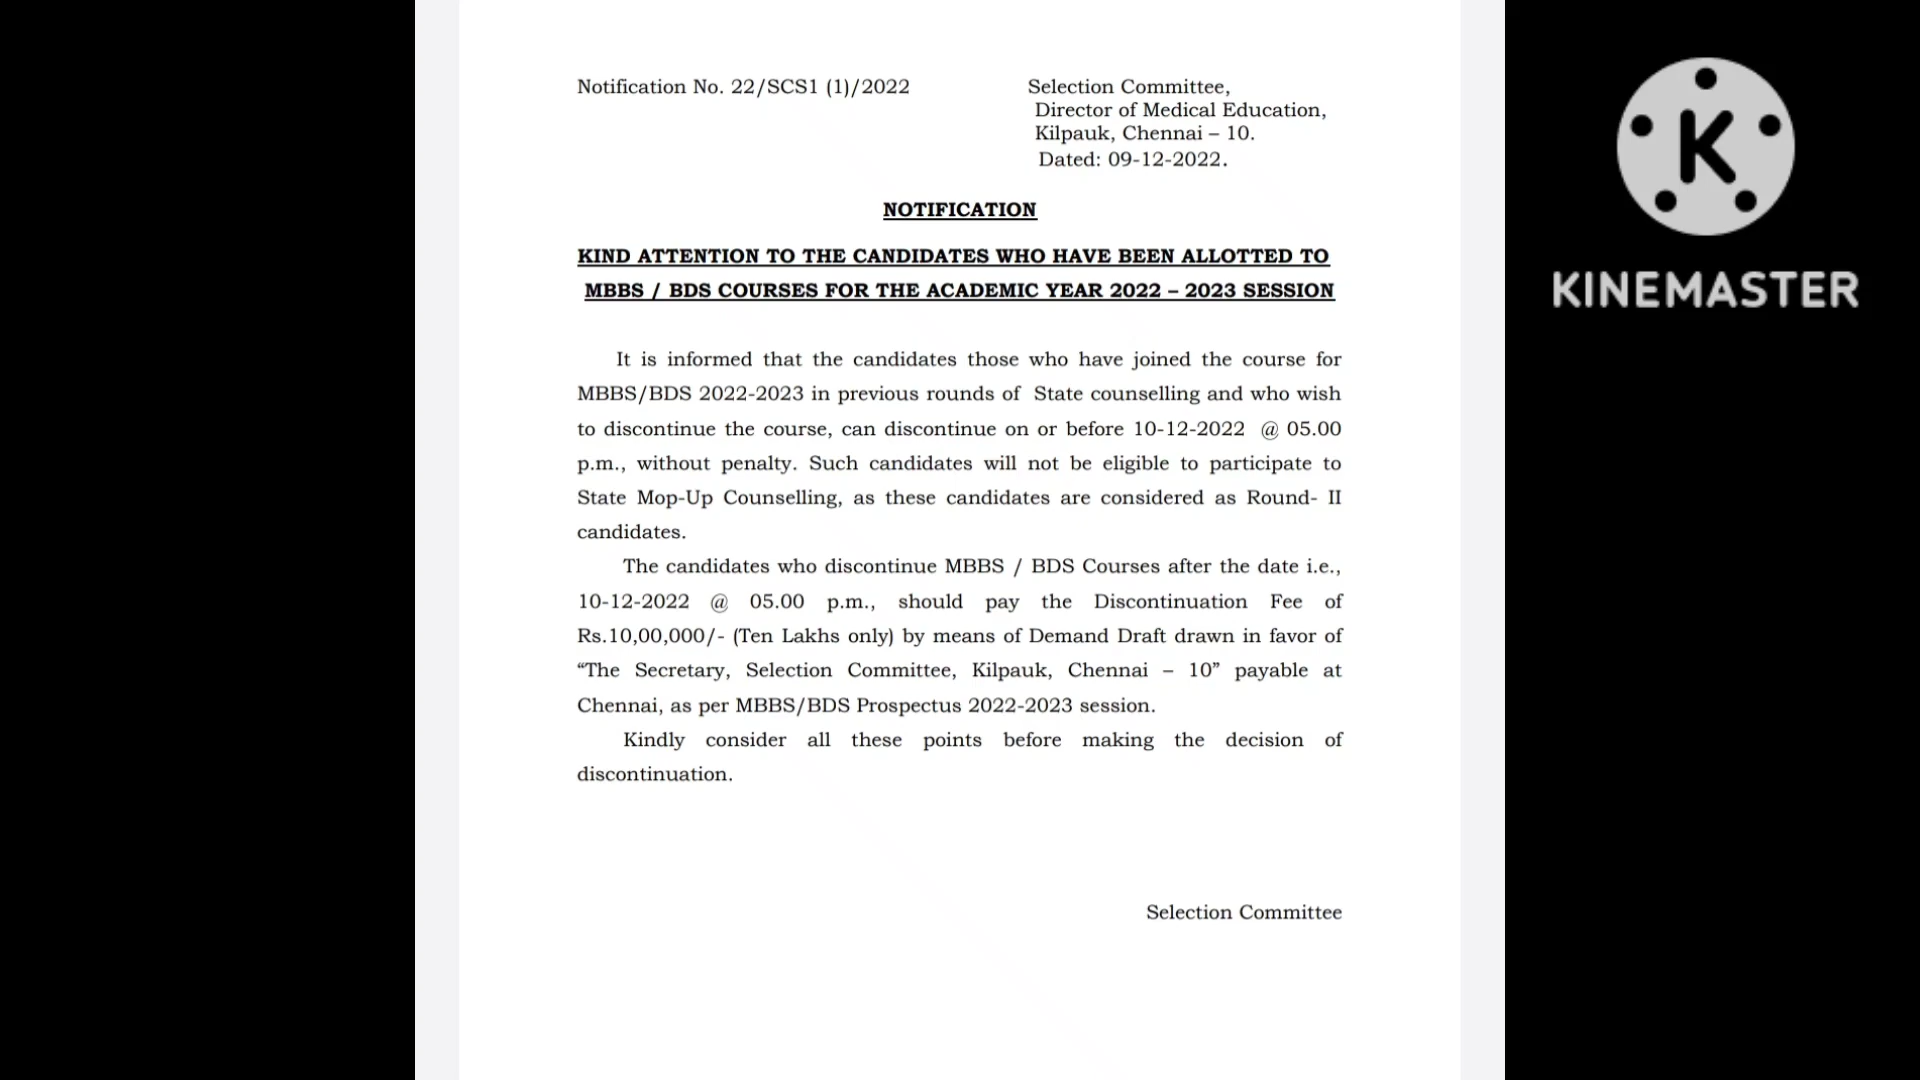 Notification No. 22/SCS1 (1)/2022
Selection Committee,
Director of Medical Education,
Kilpauk, Chennai – 10.
Dated: 09-12-2022.
NOTIFICATION
KIND ATTENTION TO THE CANDIDATES WHO HAVE BEEN ALLOTTED TO
MBBS / BDS COURSES FOR THE ACADEMIC YEAR 2022 – 2023 SESSION
It is informed that the candidates those who have joined the course for
MBBS/BDS 2022-2023 in previous rounds of State counselling and who wish
to discontinue the course, can discontinue on or before 10-12-2022 @ 05.00
p.m., without penalty. Such candidates will not be eligible to participate to
State Mop-Up Counselling, as these candidates are considered as Round- II
candidates.
The candidates who discontinue MBBS / BDS Courses after the date i.e.,
10-12-2022 @ 05.00 p.m., should pay the Discontinuation Fee of
Rs.10,00,000/- (Ten Lakhs only) by means of Demand Draft drawn in favor of
“The Secretary, Selection Committee, Kilpauk, Chennai – 10” payable at
Chennai, as per MBBS/BDS Prospectus 2022-2023 session.
Kindly consider all these points before making the decision of
discontinuation.
Selection Committee
K
KINEMASTER